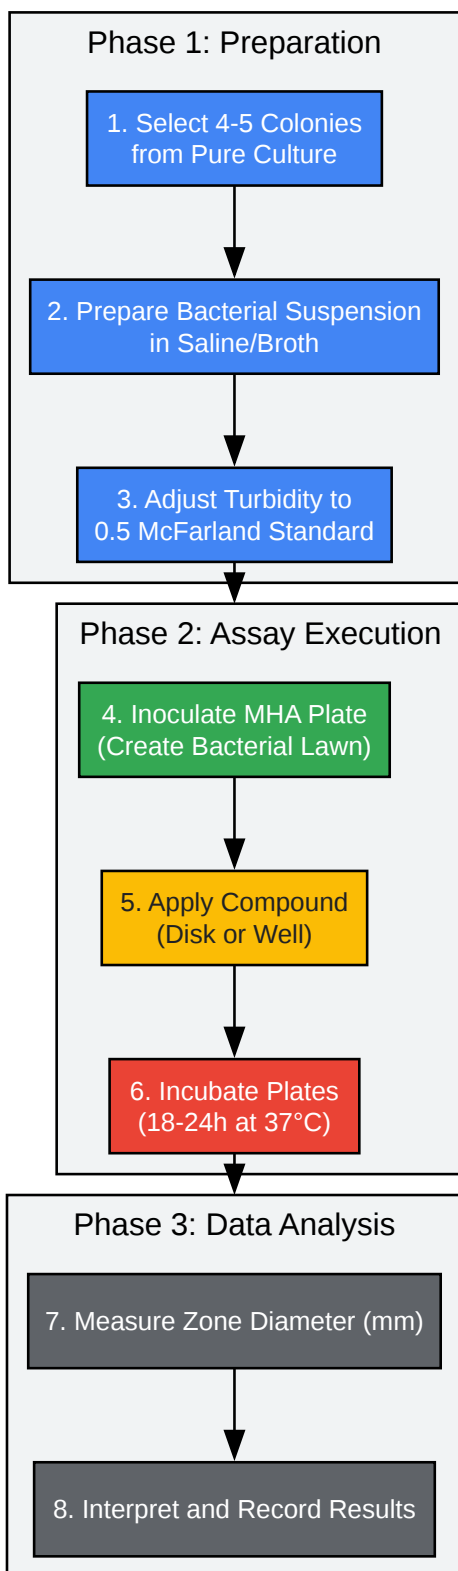 Phase 1: Preparation
1. Select 4-5 Colonies
from Pure Culture
2. Prepare Bacterial Suspension
in Saline/Broth
3. Adjust Turbidity to
0.5 McFarland Standard
Phase 2: Assay Execution
4. Inoculate MHA Plate
(Create Bacterial Lawn)
5. Apply Compound
(Disk or Well)
6. Incubate Plates
(18-24h at 37°C)
Phase 3: Data Analysis
7. Measure Zone Diameter (mm)
8. Interpret and Record Results